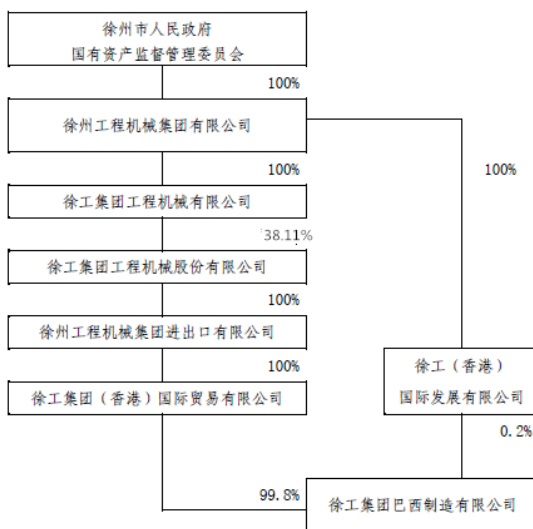 徐州市人民政府
国有资产监督管理委员会
100%
徐州工程机械集团有限公司
100%
100%
徐工集团工程机械有限公司
38.11%
徐工集团工程机械股份有限公司
100%
徐州工程机械集团进出口有限公司
100%
徐工集团（香港）国际贸易有限公司
徐工（香港）
国际发展有限公司
0.2%
99.8%
徐工集团巴西制造有限公司